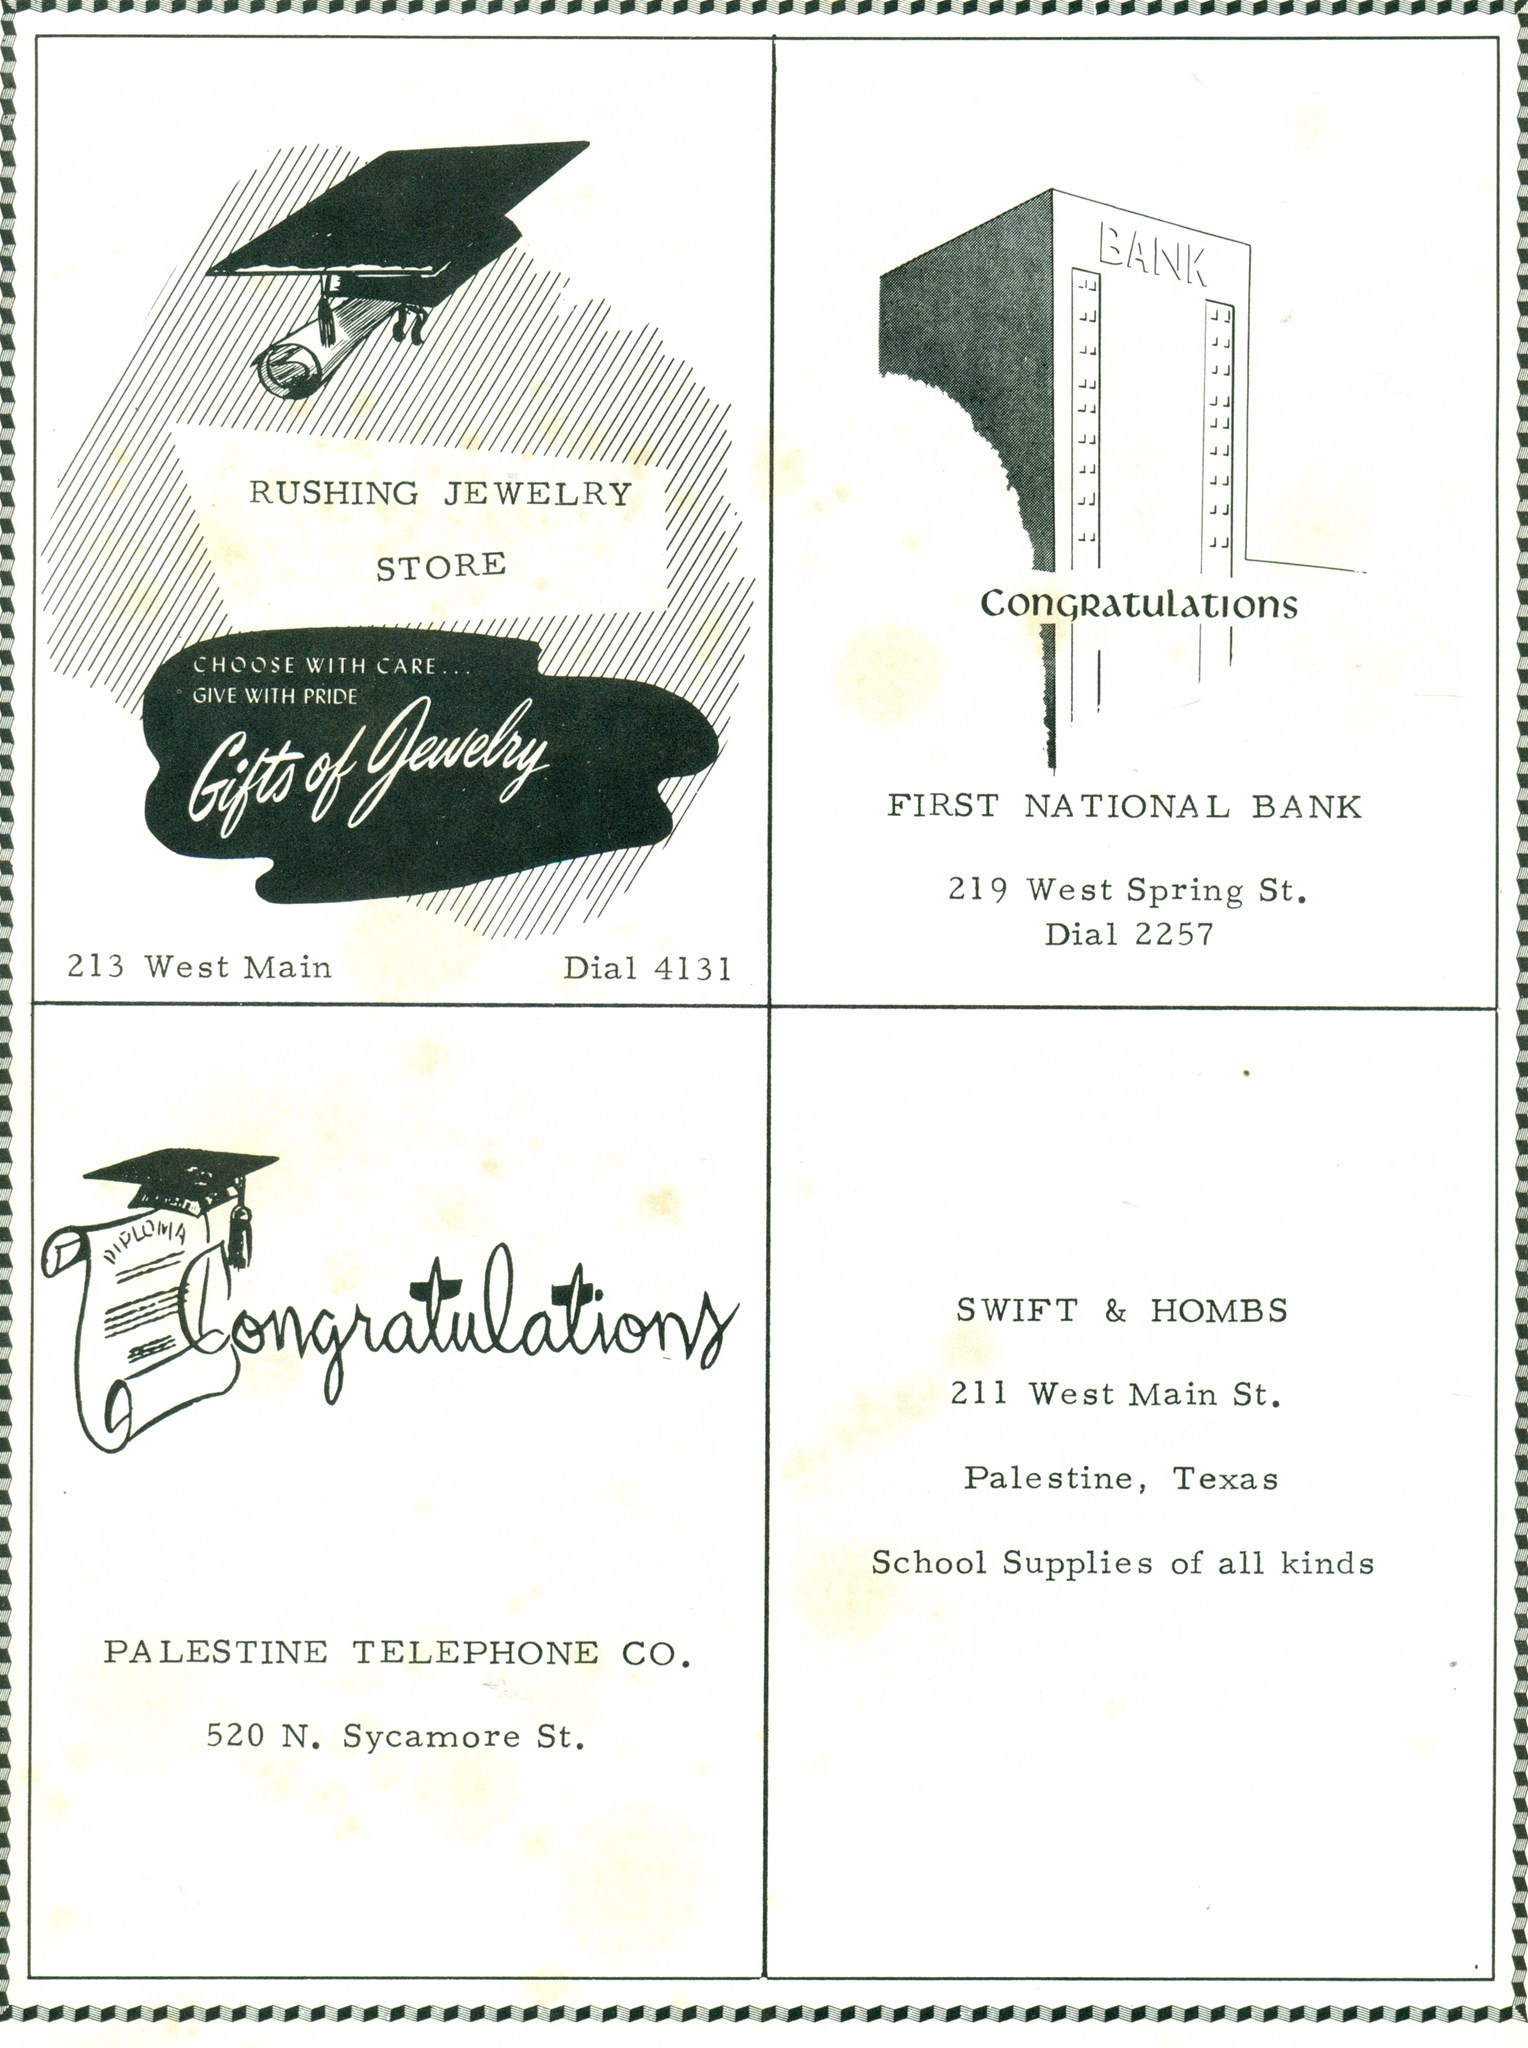 RUSHING JEWELRY
STORE
CHOOSE WITH CARE...
GIVE WITH PRIDE
Gifts of Jewelry
213 West Main Dial 4131
BANK
Congratulations
FIRST NATIONAL BANK
219 West Spring St.
Dial 2257
DIPLOMA
Congratulations
PALESTINE TELEPHONE CO.
520 N. Sycamore St.
SWIFT & HOMBS
211 West Main St.
Palestine, Texas
School Supplies of all kinds